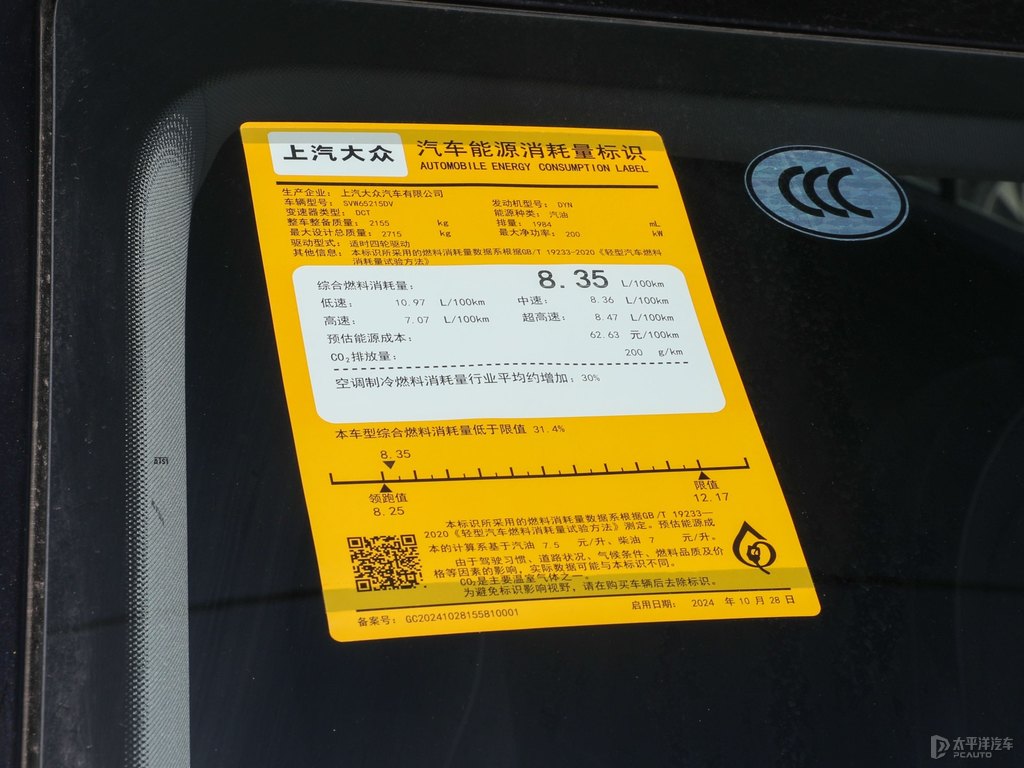 上汽大众
汽车能源消耗量标识
AUTOMOBILE ENERGY CONSUMPTION LABEL
生产企业: 上汽大众汽车有限公司
车辆型号: SVW6521SDV 发动机型号: DYN
变速器类型: DCT 能源种类: 汽油
整车整备质量: 2155 kg 排量: 1984 mL
最大设计总质量: 2715 kg 最大净功率: 200 kW
驱动型式: 适时四轮驱动
其他信息: 本标识所采用的燃料消耗量数据系根据GB/T 19233-2020《轻型汽车燃料
消耗量试验方法》
综合燃料消耗量: 8.35 L/100km
低速: 10.97 L/100km 中速: 8.36 L/100km
高速: 7.07 L/100km 超高速: 8.47 L/100km
预估能源成本: 62.63 元/100km
CO₂排放量: 200 g/km
空调制冷燃料消耗量行业平均约增加: 30%
本车型综合燃料消耗量低于限值 31.4%
8.35
领跑值 限值
8.25 12.17
本标识所采用的燃料消耗量数据系根据GB/T 19233—
2020《轻型汽车燃料消耗量试验方法》测定。预估能源成
本的计算系基于汽油 7.5 元/升、柴油 7 元/升。
由于驾驶习惯、道路状况、气候条件、燃料品质及价
格等因素的影响,实际数据可能与本标识不同。
CO₂是主要温室气体之一。
为避免标识影响视野,请在购买车辆后去除标识。
备案号: GC20241028155810001 启用日期: 2024 年 10 月 28 日
CCC
太平洋汽车
PCAUTO